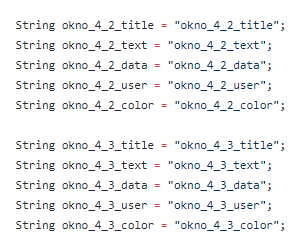 String okno_4_2_title = "okno_4_2_title";
String okno_4_2_text = "okno_4_2_text";
String okno_4_2_data = "okno_4_2_data";
String okno_4_2_user = "okno_4_2_user";
String okno_4_2_color = "okno_4_2_color";
String okno_4_3_title = "okno_4_3_title";
String okno_4_3_text = "okno_4_3_text";
String okno_4_3_data = "okno_4_3_data";
String okno_4_3_user = "okno_4_3_user";
String okno_4_3_color = "okno_4_3_color";